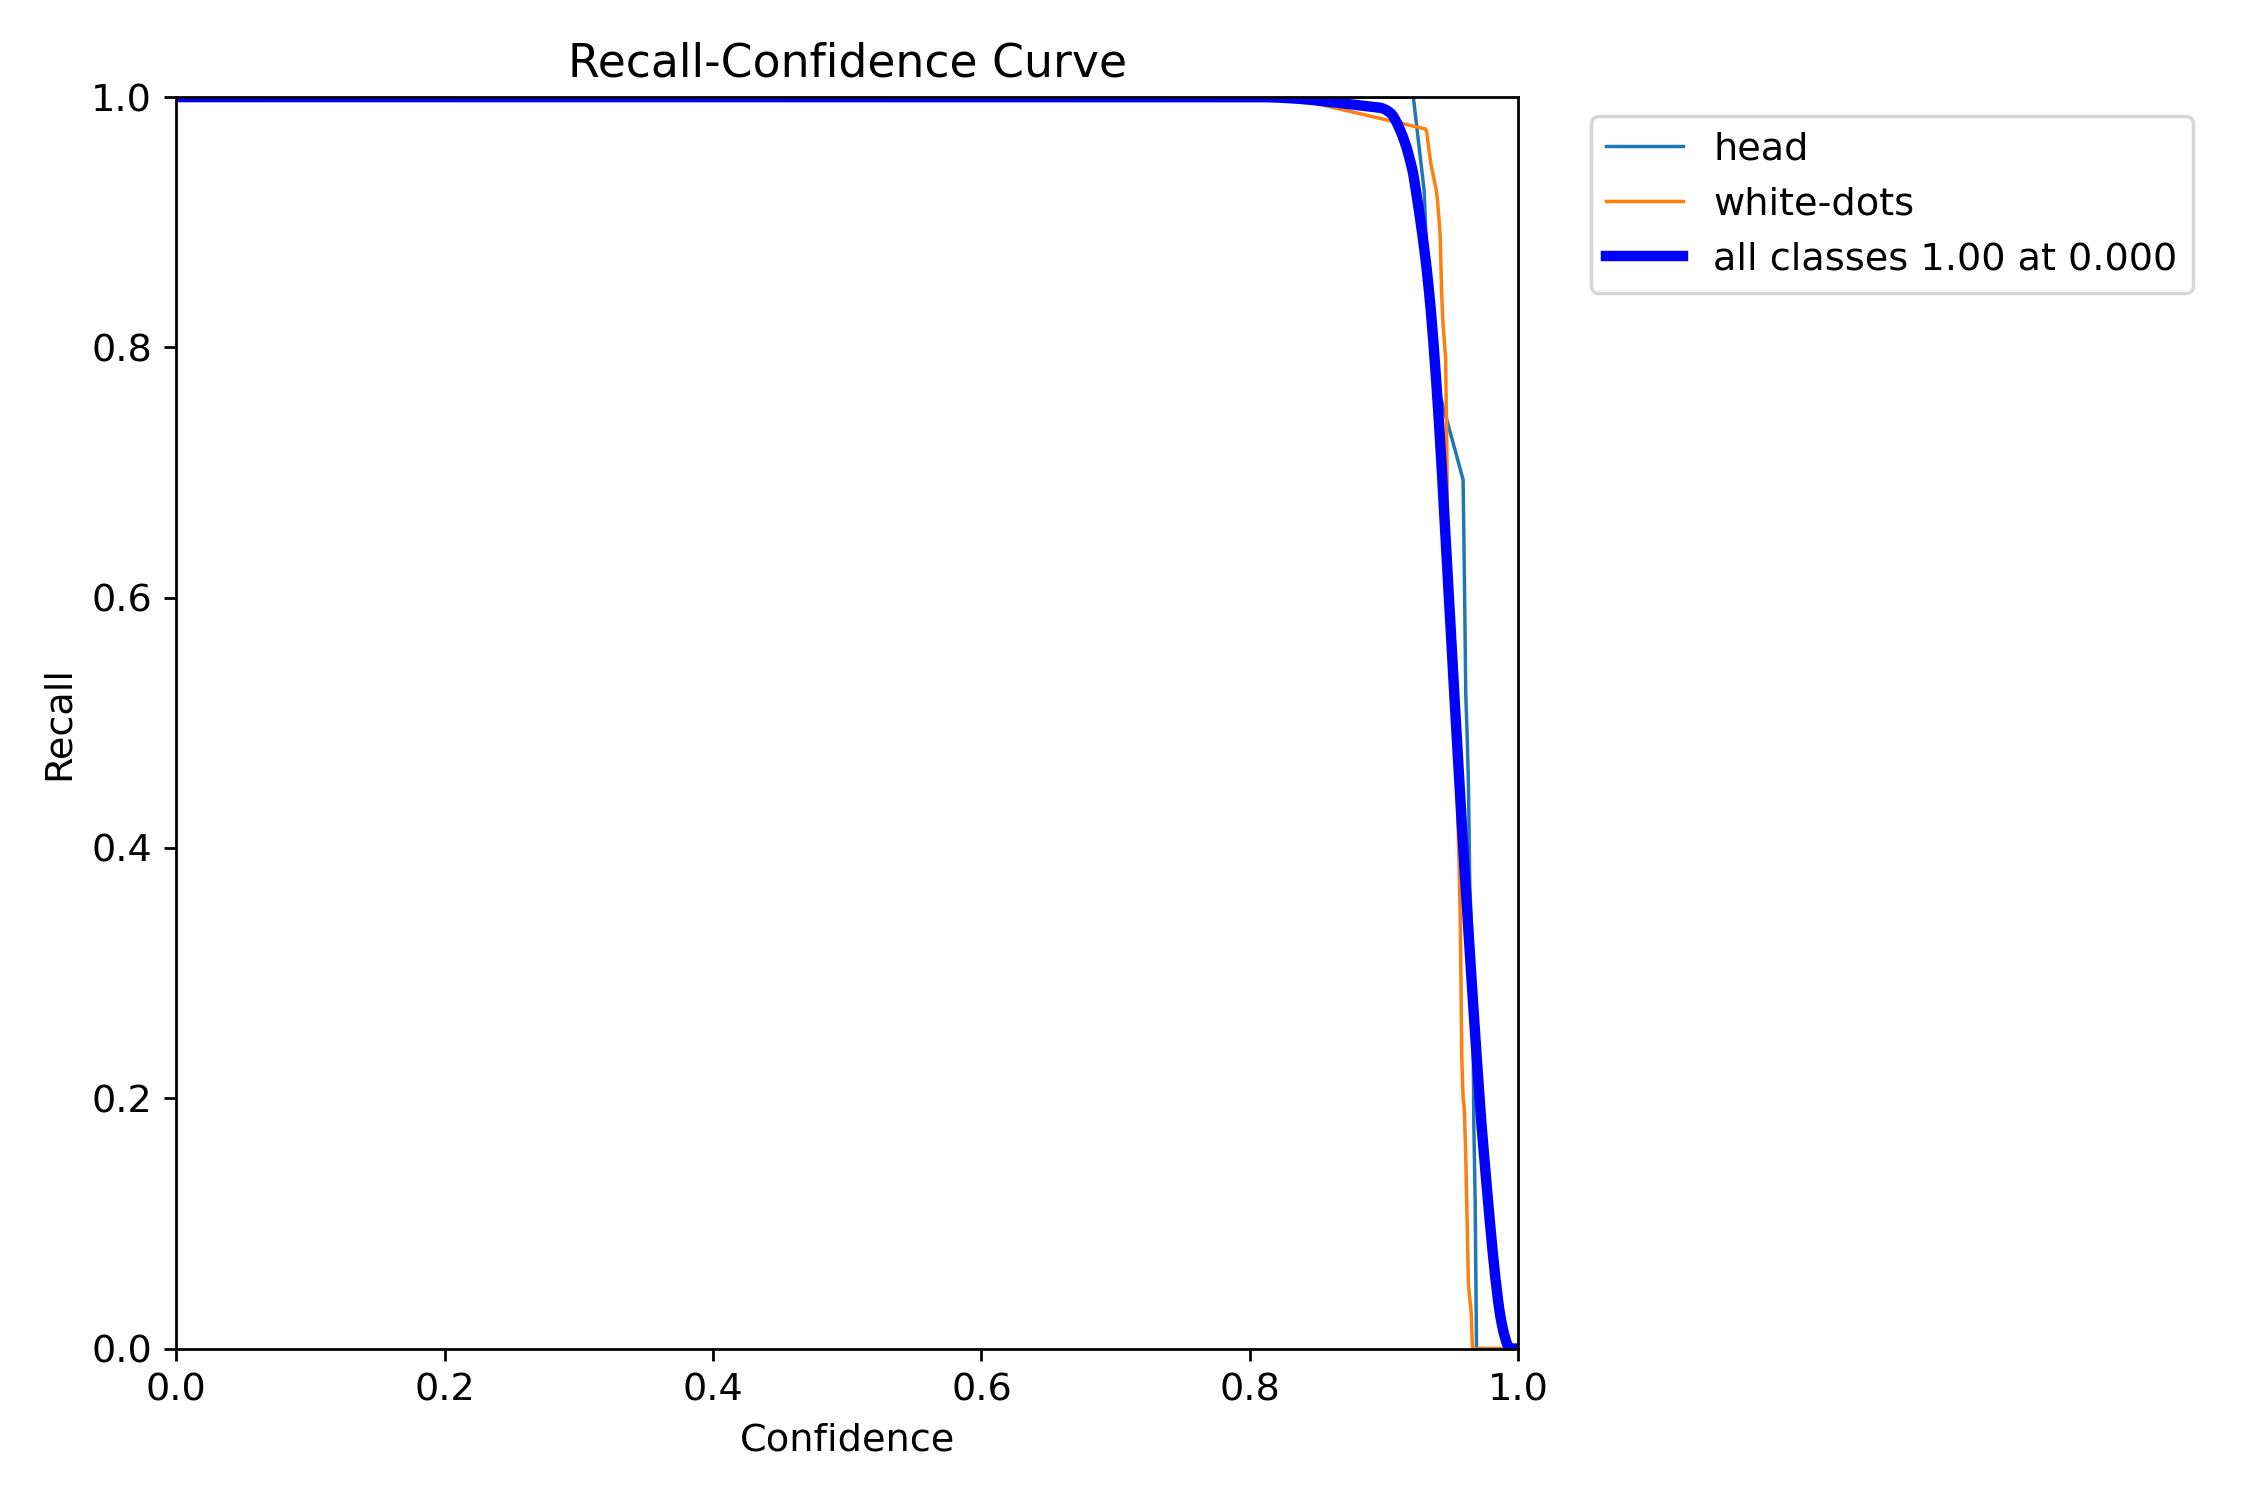 Recall-Confidence Curve
1.0
0.8
0.6
0.4
0.2
0.0
Recall
0.0 0.2 0.4 0.6 0.8 1.0
Confidence
head
white-dots
all classes 1.00 at 0.000